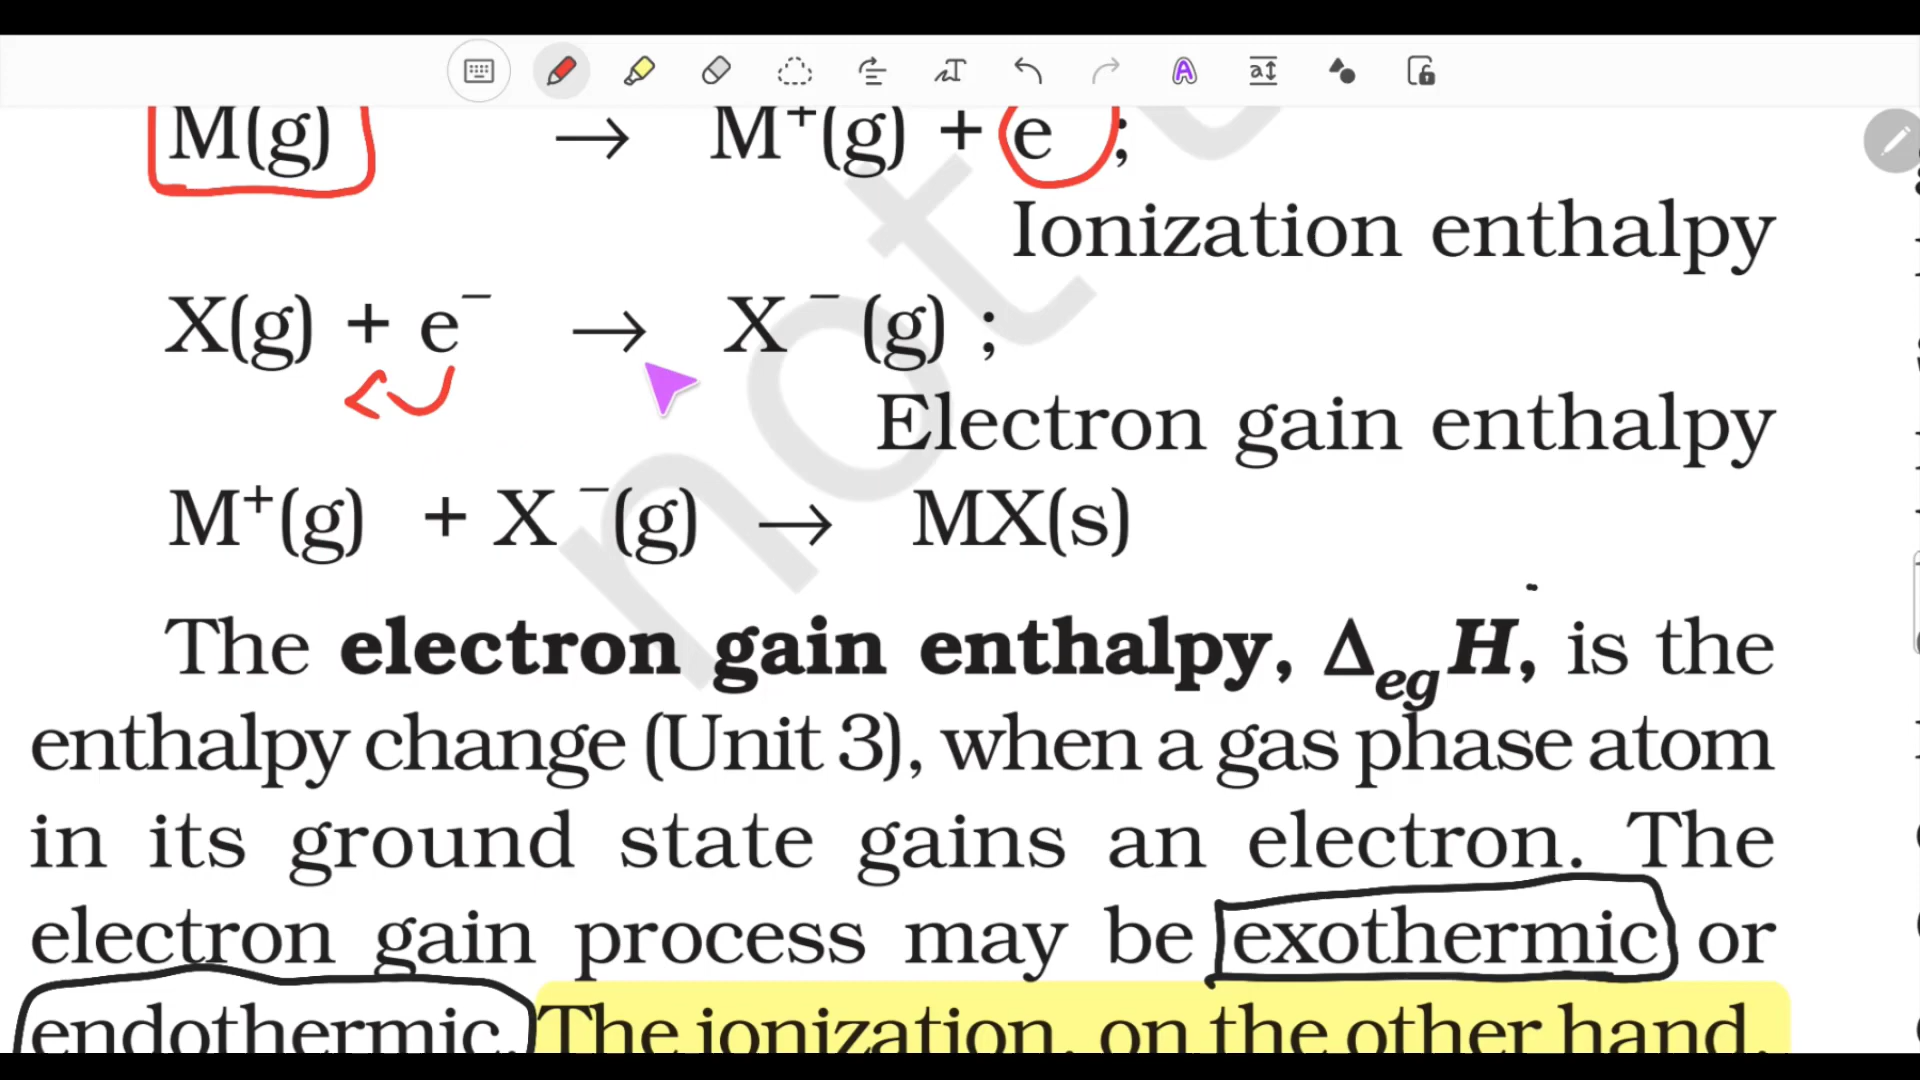 M(g) → M⁺(g) + e ;
Ionization enthalpy
X(g) + e⁻ → X⁻ (g) ;
Electron gain enthalpy
M⁺(g) + X⁻(g) → MX(s)
The electron gain enthalpy, ΔegH, is the
enthalpy change (Unit 3), when a gas phase atom
in its ground state gains an electron. The
electron gain process may be exothermic or
endothermic. The ionization, on the other hand,
not